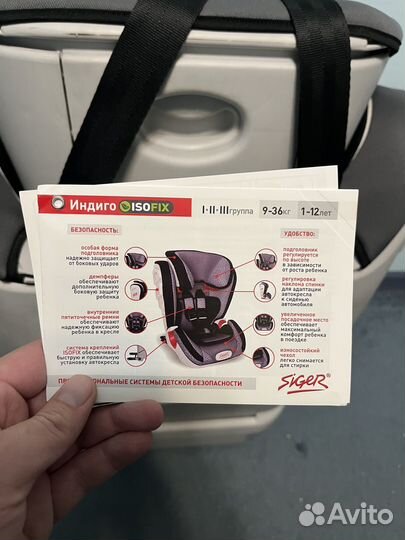 Индиго ISOFIX I-II-IIIгруппа 9-36кг 1-12лет
БЕЗОПАСНОСТЬ:
особая форма
подголовника
надежно защищает
от боковых ударов
демпферы
обеспечивают
дополнительную
боковую защиту
ребенка
внутренние
пятиточечные ремни
обеспечивают
надежную фиксацию
ребенка в кресле
система креплений
ISOFIX обеспечивает
быструю и правильную
установку автокресла
УДОБСТВО:
подголовник
регулируется
по высоте
в зависимости
от роста ребенка
регулировка
наклона спинки
для адаптации
автокресла
к сиденью
автомобиля
увеличенное
посадочное место
обеспечивает
максимальный
комфорт ребенка
в поездке
износостойкий
чехол
легко снимается
для стирки
СИСТЕМЫ ДЕТСКОЙ БЕЗОПАСНОСТИ
SIGER®
Avito